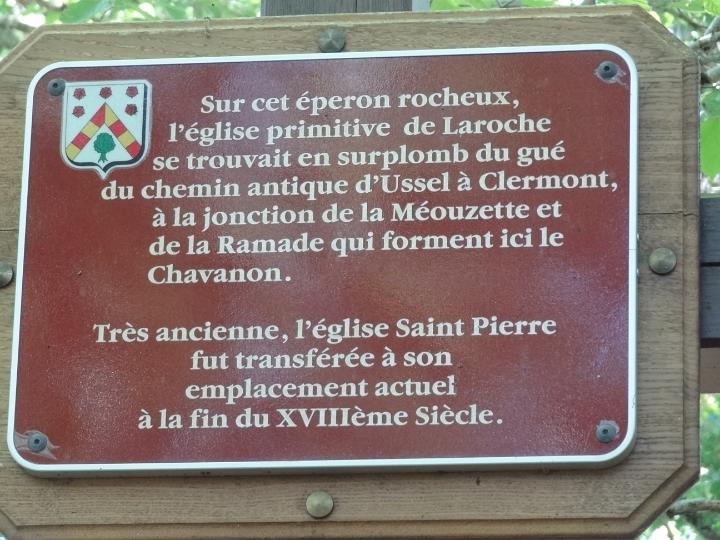 Sur cet éperon rocheux,
l'église primitive de Laroche
se trouvait en surplomb du gué
du chemin antique d'Ussel à Clermont,
à la jonction de la Méouzette et
de la Ramade qui forment ici le
Chavanon.
Très ancienne, l'église Saint Pierre
fut transférée à son
emplacement actuel
à la fin du XVIIIème Siècle.